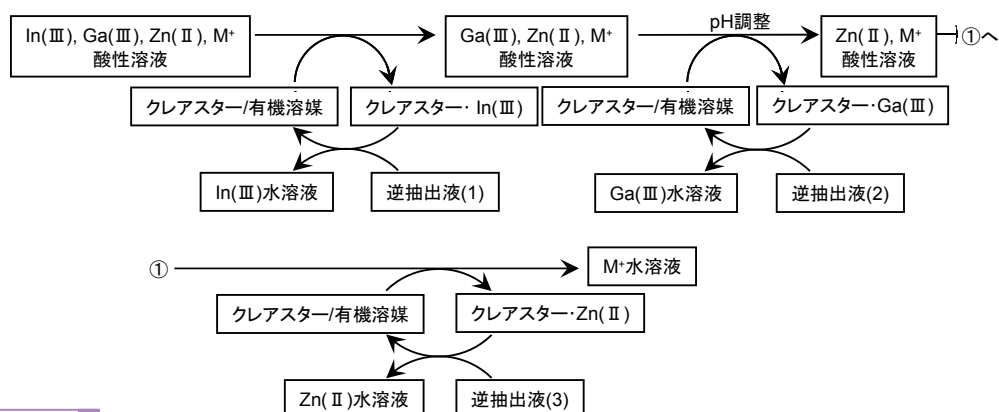 In(Ⅲ), Ga(Ⅲ), Zn(Ⅱ), M⁺
酸性溶液
Ga(Ⅲ), Zn(Ⅱ), M⁺
酸性溶液
pH調整
Zn(Ⅱ), M⁺
酸性溶液
①へ
クレアスター/有機溶媒
クレアスター・In(Ⅲ)
クレアスター/有機溶媒
クレアスター・Ga(Ⅲ)
In(Ⅲ)水溶液
逆抽出液(1)
Ga(Ⅲ)水溶液
逆抽出液(2)
①
M⁺水溶液
クレアスター/有機溶媒
クレアスター・Zn(Ⅱ)
Zn(Ⅱ)水溶液
逆抽出液(3)